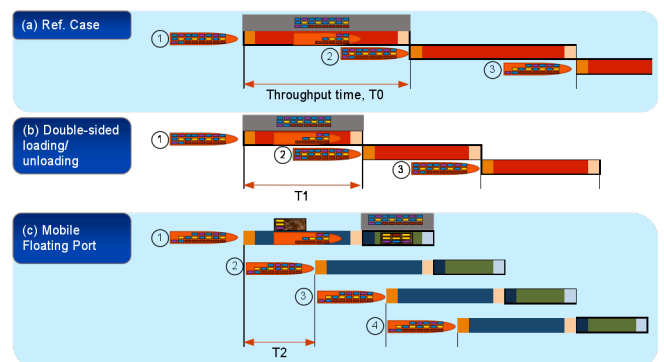 (a) Ref. Case
1
2
3
Throughput time, T0
(b) Double-sided
loading/
unloading
1
2
3
T1
(c) Mobile
Floating Port
1
2
3
4
T2